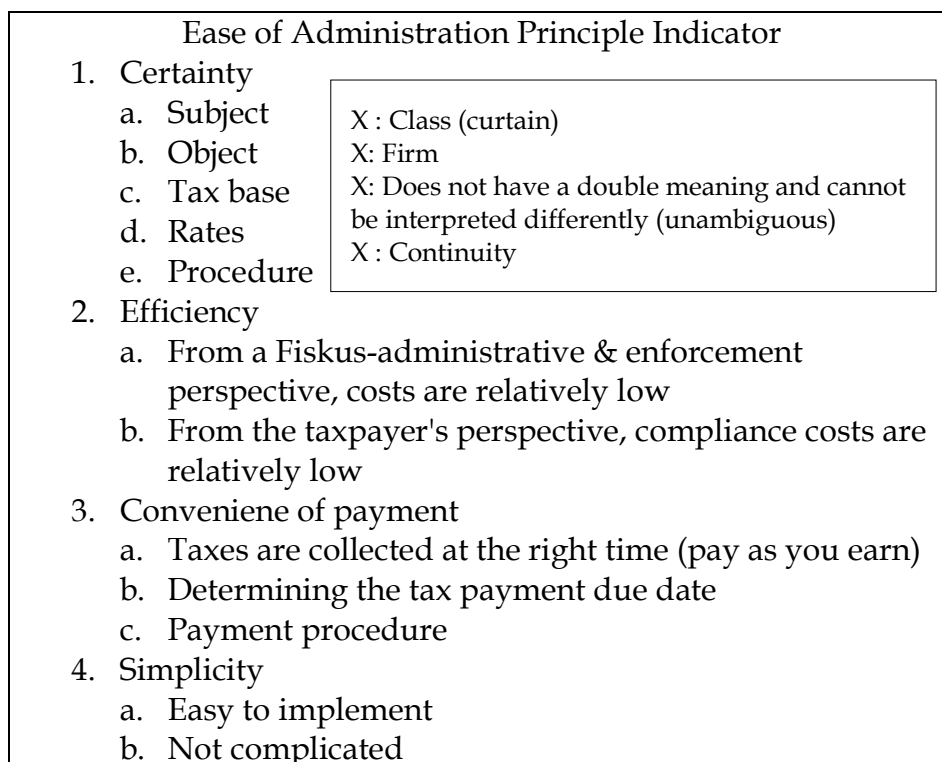 Ease of Administration Principle Indicator
1. Certainty
a. Subject
b. Object
c. Tax base
d. Rates
e. Procedure
X : Class (curtain)
X: Firm
X: Does not have a double meaning and cannot
be interpreted differently (unambiguous)
X : Continuity
2. Efficiency
a. From a Fiskus-administrative & enforcement
perspective, costs are relatively low
b. From the taxpayer's perspective, compliance costs are
relatively low
3. Conveniene of payment
a. Taxes are collected at the right time (pay as you earn)
b. Determining the tax payment due date
c. Payment procedure
4. Simplicity
a. Easy to implement
b. Not complicated